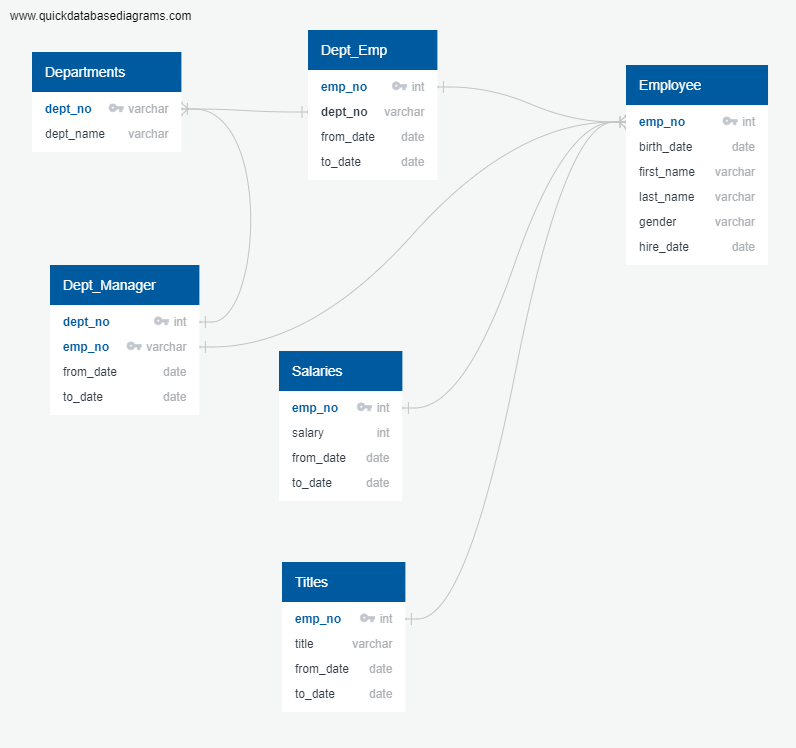 www.quickdatabasediagrams.com
Departments
dept_no varchar
dept_name varchar
Dept_Emp
emp_no int
dept_no varchar
from_date date
to_date date
Employee
emp_no int
birth_date date
first_name varchar
last_name varchar
gender varchar
hire_date date
Dept_Manager
dept_no int
emp_no varchar
from_date date
to_date date
Salaries
emp_no int
salary int
from_date date
to_date date
Titles
emp_no int
title varchar
from_date date
to_date date